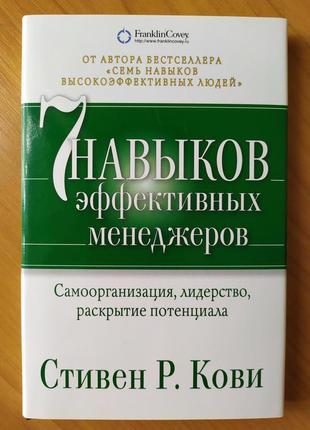 FranklinCovey
http://www.franklincovey.ru
ОТ АВТОРА БЕСТСЕЛЛЕРА
«СЕМЬ НАВЫКОВ
ВЫСОКОЭФФЕКТИВНЫХ ЛЮДЕЙ»
7 НАВЫКОВ
эффективных
менеджеров
Самоорганизация, лидерство,
раскрытие потенциала
Стивен Р. Кови